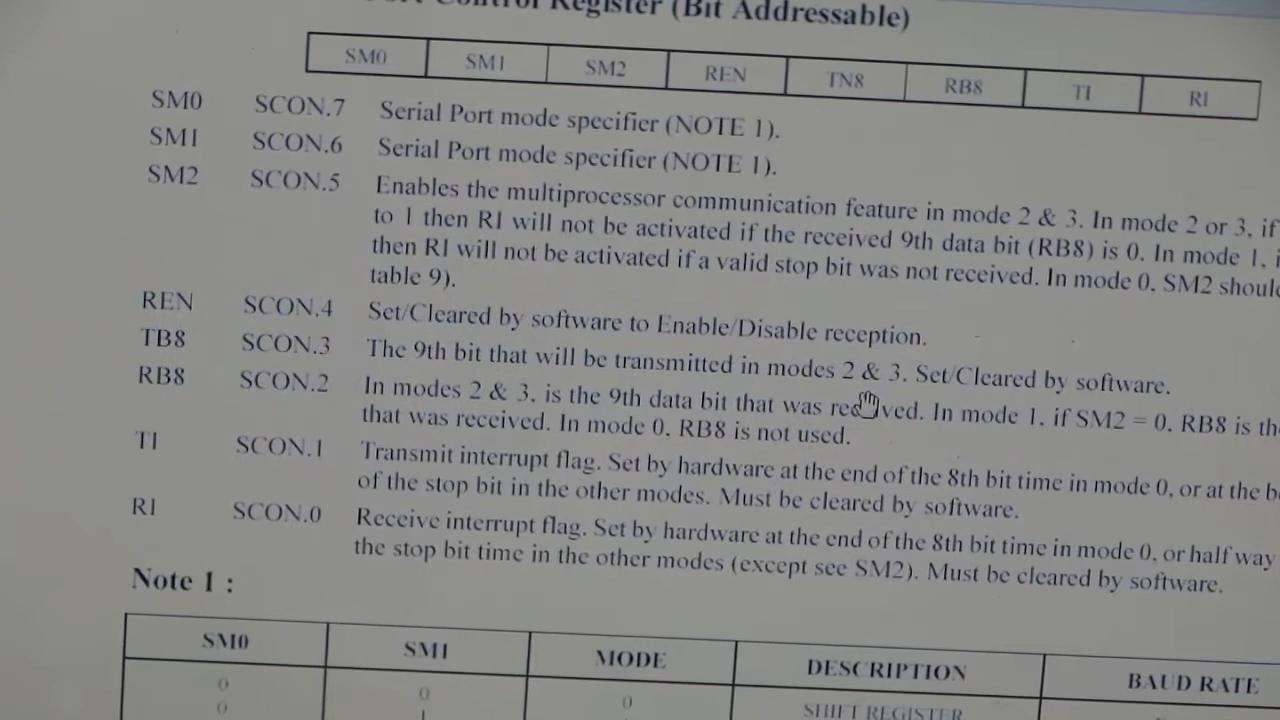 Control Register (Bit Addressable)
SM0 SM1 SM2 REN TN8 RB8 TI RI
SM0 SCON.7 Serial Port mode specifier (NOTE 1).
SM1 SCON.6 Serial Port mode specifier (NOTE 1).
SM2 SCON.5 Enables the multiprocessor communication feature in mode 2 & 3. In mode 2 or 3, if
to 1 then RI will not be activated if the received 9th data bit (RB8) is 0. In mode 1,
then RI will not be activated if a valid stop bit was not received. In mode 0, SM2
table 9).
REN SCON.4 Set/Cleared by software to Enable/Disable reception.
TB8 SCON.3 The 9th bit that will be transmitted in modes 2 & 3. Set/Cleared by software.
RB8 SCON.2 In modes 2 & 3, is the 9th data bit that was received. In mode 1, if SM2 = 0, RB8 is
that was received. In mode 0, RB8 is not used.
TI SCON.1 Transmit interrupt flag. Set by hardware at the end of the 8th bit time in mode 0, or at the
of the stop bit in the other modes. Must be cleared by software.
RI SCON.0 Receive interrupt flag. Set by hardware at the end of the 8th bit time in mode 0, or half way
the stop bit time in the other modes (except see SM2). Must be cleared by software.
Note 1 :
SM0 SM1 MODE DESCRIPTION BAUD RATE
0 0 0 SHIFT REGISTER
0